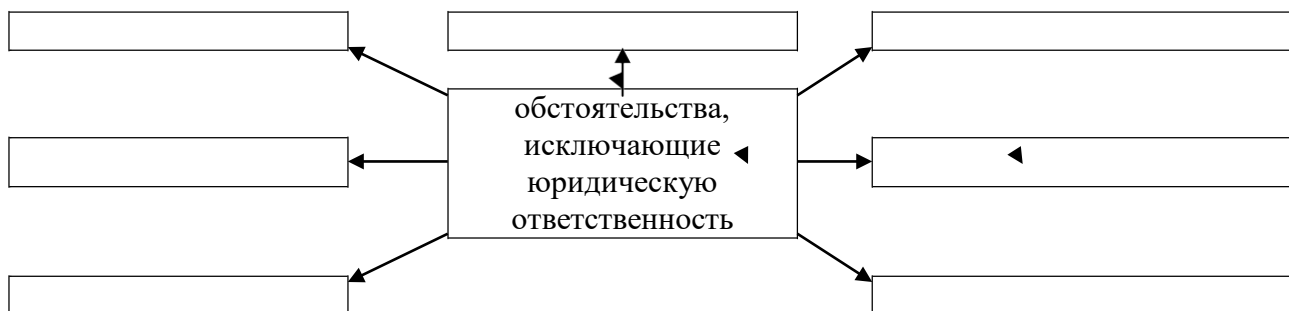 обстоятельства,
исключающие
юридическую
ответственность